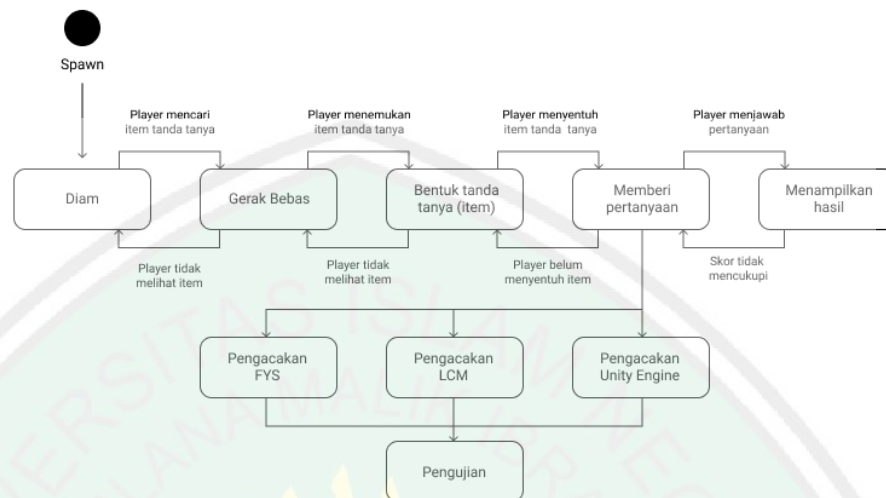 Spawn
Player mencari
item tanda tanya
Player menemukan
item tanda tanya
Player menyentuh
item tanda tanya
Player menjawab
pertanyaan
Diam
Gerak Bebas
Bentuk tanda
tanya (item)
Memberi
pertanyaan
Menampilkan
hasil
Player tidak
melihat item
Player tidak
melihat item
Player belum
menyentuh item
Skor tidak
mencukupi
Pengacakan
FYS
Pengacakan
LCM
Pengacakan
Unity Engine
Pengujian